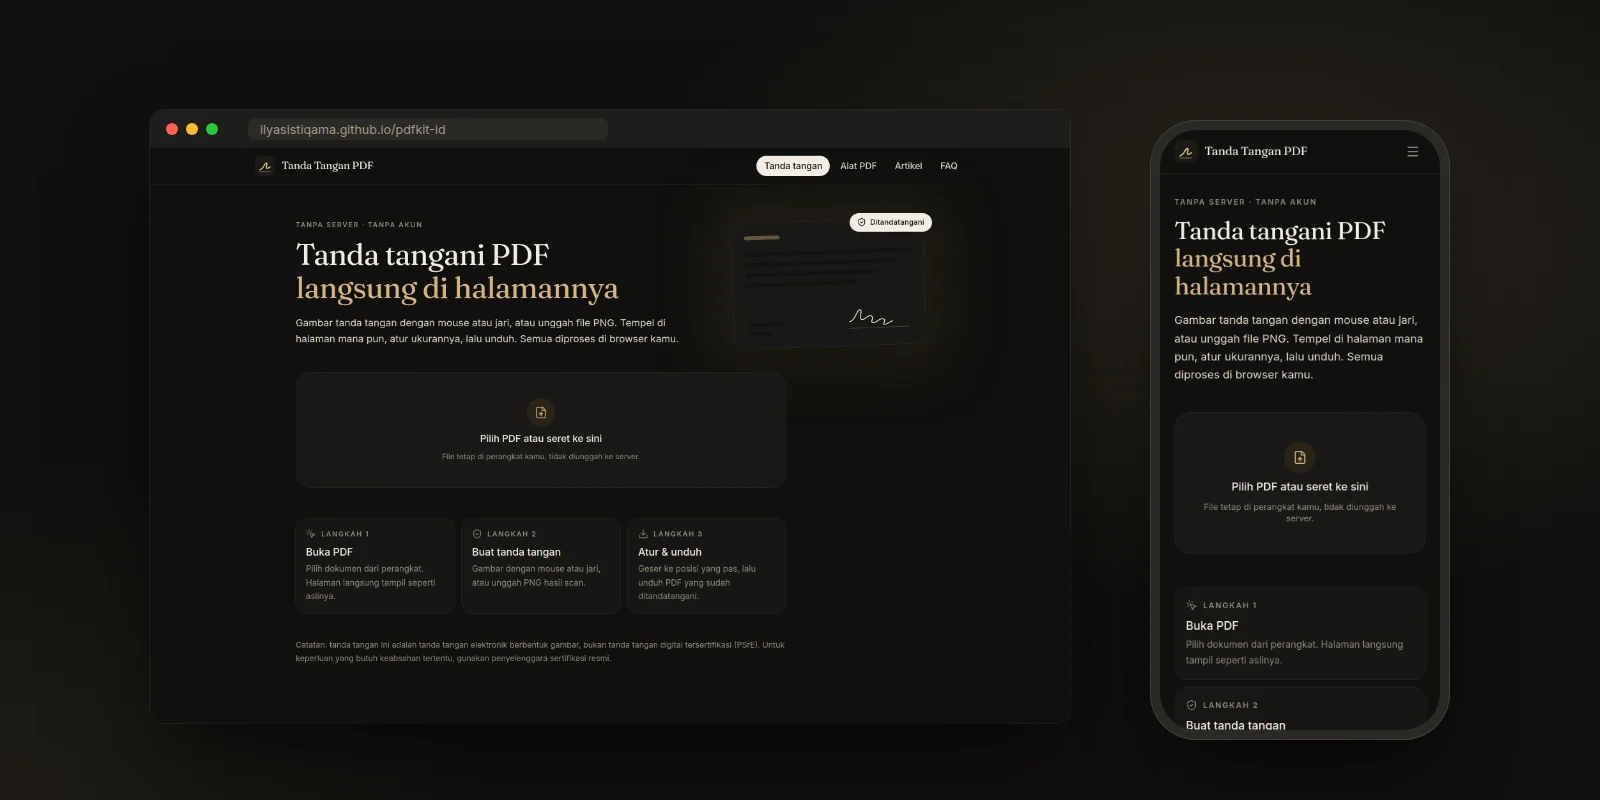 ilyasistiqama.github.io/pdfkit-id
Tanda Tangan PDF
Tanda tangan
Alat PDF
Artikel
FAQ
TANPA SERVER · TANPA AKUN
Tanda tangani PDF
langsung di halamannya
Gambar tanda tangan dengan mouse atau jari, atau unggah file PNG. Tempel di
halaman mana pun, atur ukurannya, lalu unduh. Semua diproses di browser kamu.
Ditandatangani
Pilih PDF atau seret ke sini
File tetap di perangkat kamu, tidak diunggah ke server.
LANGKAH 1
Buka PDF
Pilih dokumen dari perangkat.
Halaman langsung tampil seperti
aslinya.
LANGKAH 2
Buat tanda tangan
Gambar dengan mouse atau jari,
atau unggah PNG hasil scan.
LANGKAH 3
Atur & unduh
Geser ke posisi yang pas, lalu
unduh PDF yang sudah
ditandatangani.
Catatan: tanda tangan ini adalah tanda tangan elektronik berbentuk gambar, bukan tanda tangan digital tersertifikasi (PSrE). Untuk
keperluan yang butuh keabsahan tertentu, gunakan penyelenggara sertifikasi resmi.
Tanda Tangan PDF
TANPA SERVER · TANPA AKUN
Tanda tangani PDF
langsung di
halamannya
Gambar tanda tangan dengan mouse atau jari,
atau unggah file PNG. Tempel di halaman mana
pun, atur ukurannya, lalu unduh. Semua
diproses di browser kamu.
Pilih PDF atau seret ke sini
File tetap di perangkat kamu, tidak diunggah ke
server.
LANGKAH 1
Buka PDF
Pilih dokumen dari perangkat. Halaman langsung
tampil seperti aslinya.
LANGKAH 2
Buat tanda tangan